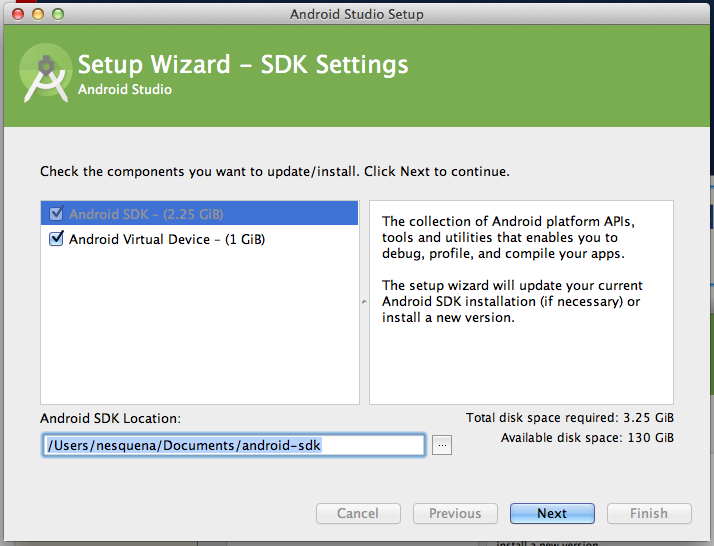 Android Studio Setup
Setup Wizard – SDK Settings
Android Studio
Check the components you want to update/install. Click Next to continue.
Android SDK – (2.25 GiB)
Android Virtual Device – (1 GiB)
The collection of Android platform APIs,
tools and utilities that enables you to
debug, profile, and compile your apps.
The setup wizard will update your current
Android SDK installation (if necessary) or
install a new version.
Android SDK Location:
/Users/nesquena/Documents/android-sdk
...
Total disk space required: 3.25 GiB
Available disk space: 130 GiB
Cancel
Previous
Next
Finish
install a new version